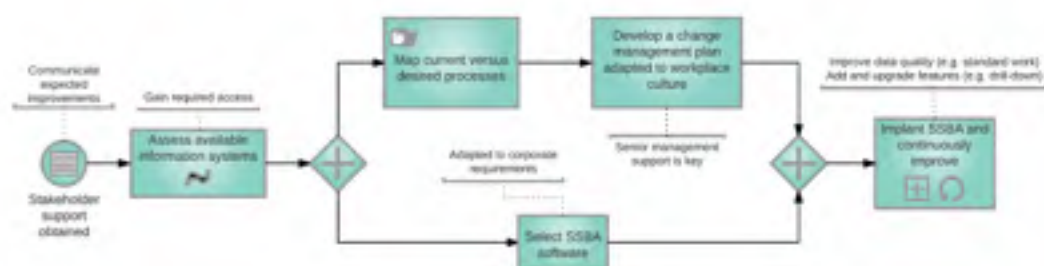 Communicate
expected
improvements
Gain required access
Stakeholder
support
obtained
Assess available
information systems
Map current versus
desired processes
Develop a change
management plan
adapted to workplace
culture
Senior management
support is key
Adapted to corporate
requirements
Select SSBA
software
Improve data quality (e.g. standard work)
Add and upgrade features (e.g. drill-down)
Implant SSBA and
continuously
improve